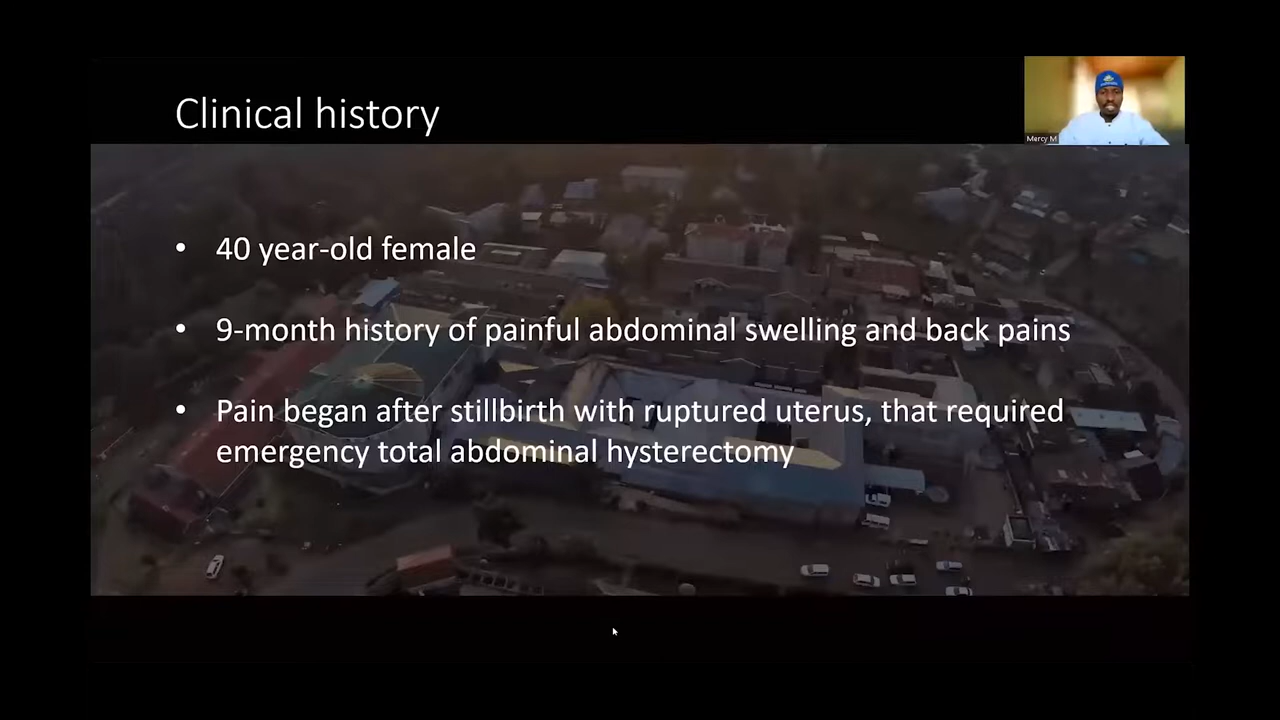 Clinical history
Mercy M
• 40 year-old female
• 9-month history of painful abdominal swelling and back pains
• Pain began after stillbirth with ruptured uterus, that required
emergency total abdominal hysterectomy